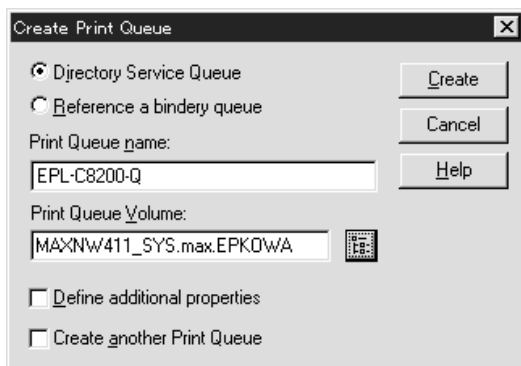 Create Print Queue
Directory Service Queue
Reference a bindery queue
Print Queue name:
EPL-C8200-Q
Print Queue Volume:
MAXNW411_SYS.max.EPKOWA
Define additional properties
Create another Print Queue
Create
Cancel
Help